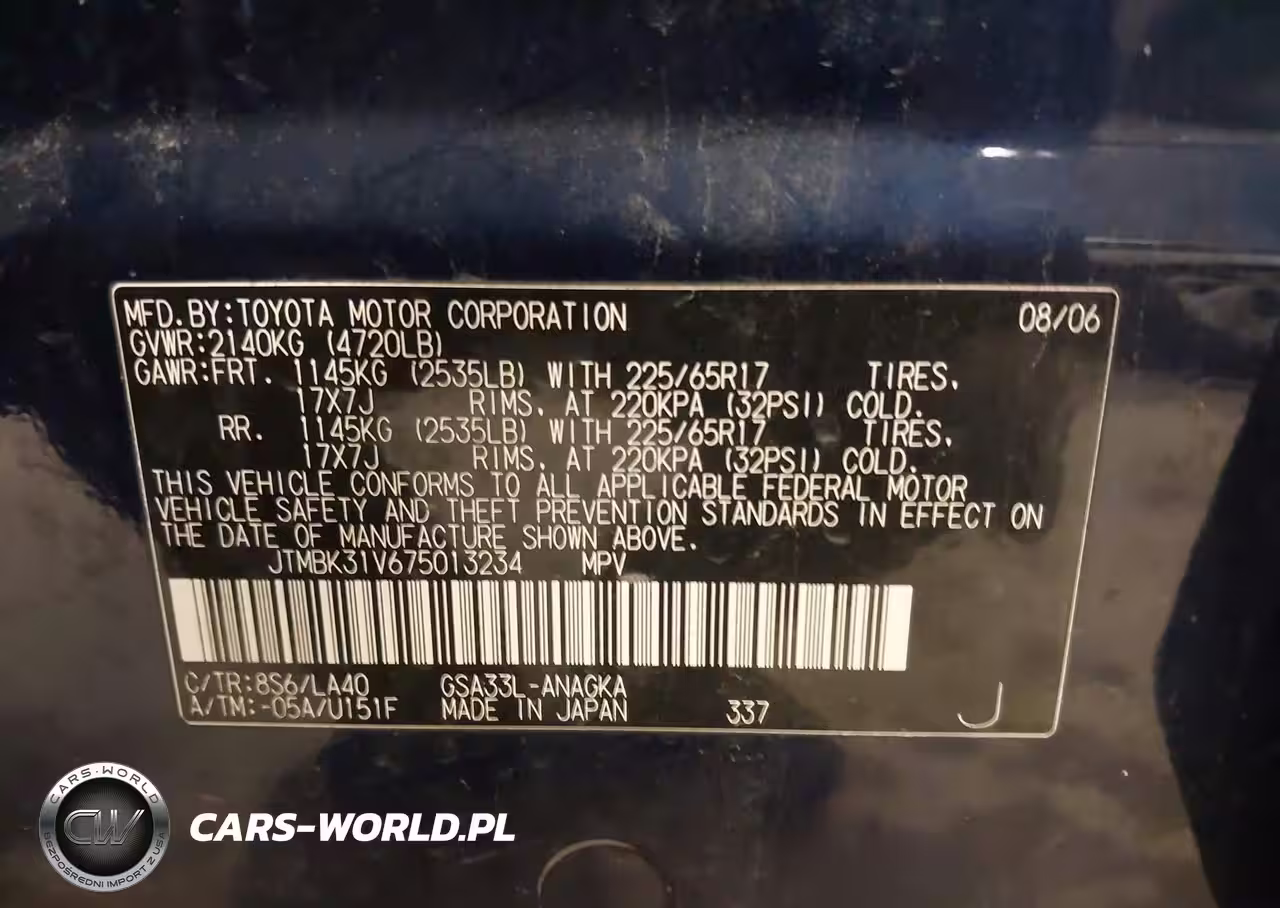 MFD.BY:TOYOTA MOTOR CORPORATION 08/06
GVWR:2140KG (4720LB)
GAWR:FRT. 1145KG (2535LB) WITH 225/65R17 TIRES,
17X7J RIMS, AT 220KPA (32PSI) COLD.
RR. 1145KG (2535LB) WITH 225/65R17 TIRES,
17X7J RIMS, AT 220KPA (32PSI) COLD.
THIS VEHICLE CONFORMS TO ALL APPLICABLE FEDERAL MOTOR
VEHICLE SAFETY AND THEFT PREVENTION STANDARDS IN EFFECT ON
THE DATE OF MANUFACTURE SHOWN ABOVE.
JTMBK31V675013234 MPV
C/TR:8S6/LA40 GSA33L-ANAGKA
A/TM:-05A/U151F MADE IN JAPAN 337 J
CARS-WORLD
CW
BEZPOŚREDNI IMPORT Z USA
CARS-WORLD.PL